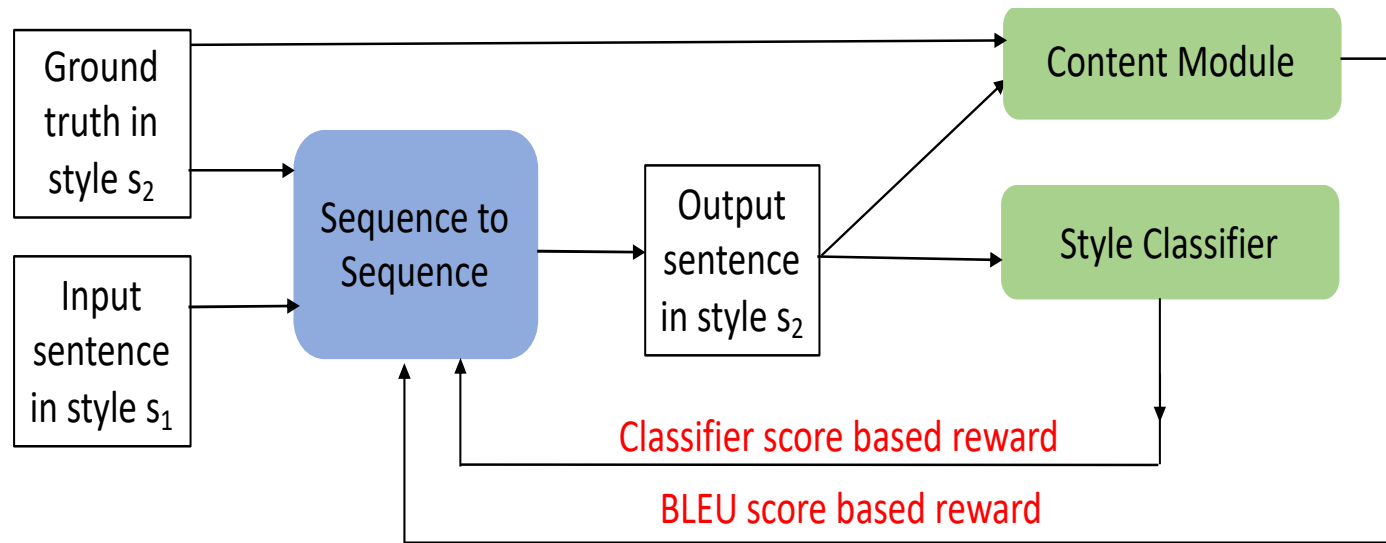 Ground
truth in
style s₂
Input
sentence
in style s₁
Sequence to
Sequence
Output
sentence
in style s₂
Content Module
Style Classifier
Classifier score based reward
BLEU score based reward